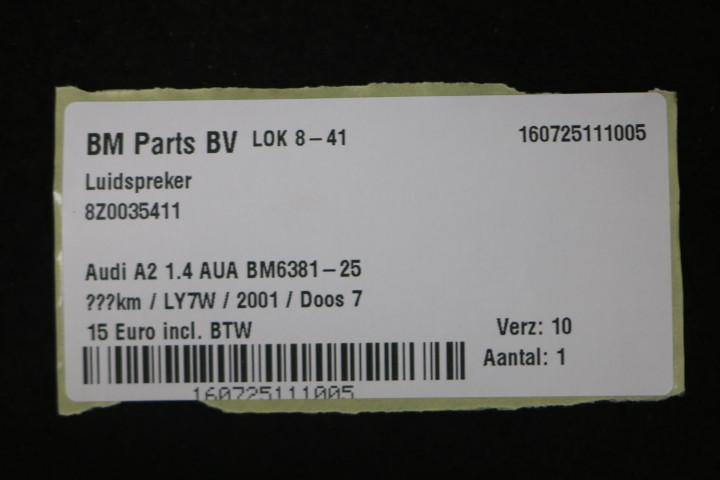 BM Parts BV LOK 8-41 160725111005
Luidspreker
8Z0035411
Audi A2 1.4 AUA BM6381-25
???km / LY7W / 2001 / Doos 7
15 Euro incl. BTW Verz: 10
Aantal: 1
160725111005